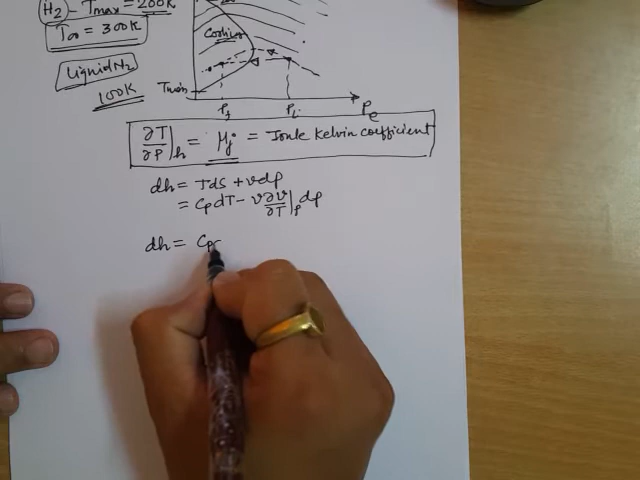 H2 - Tmax = 200K
T∞ = 300K
Liquid N2
100K
Cooling
Tmin
Pf Pi Pe
∂T/∂P|h = μj = Joule Kelvin coefficient
dh = Tds + vdp
= CpdT - v ∂v/∂T|p dp
dh = Cp